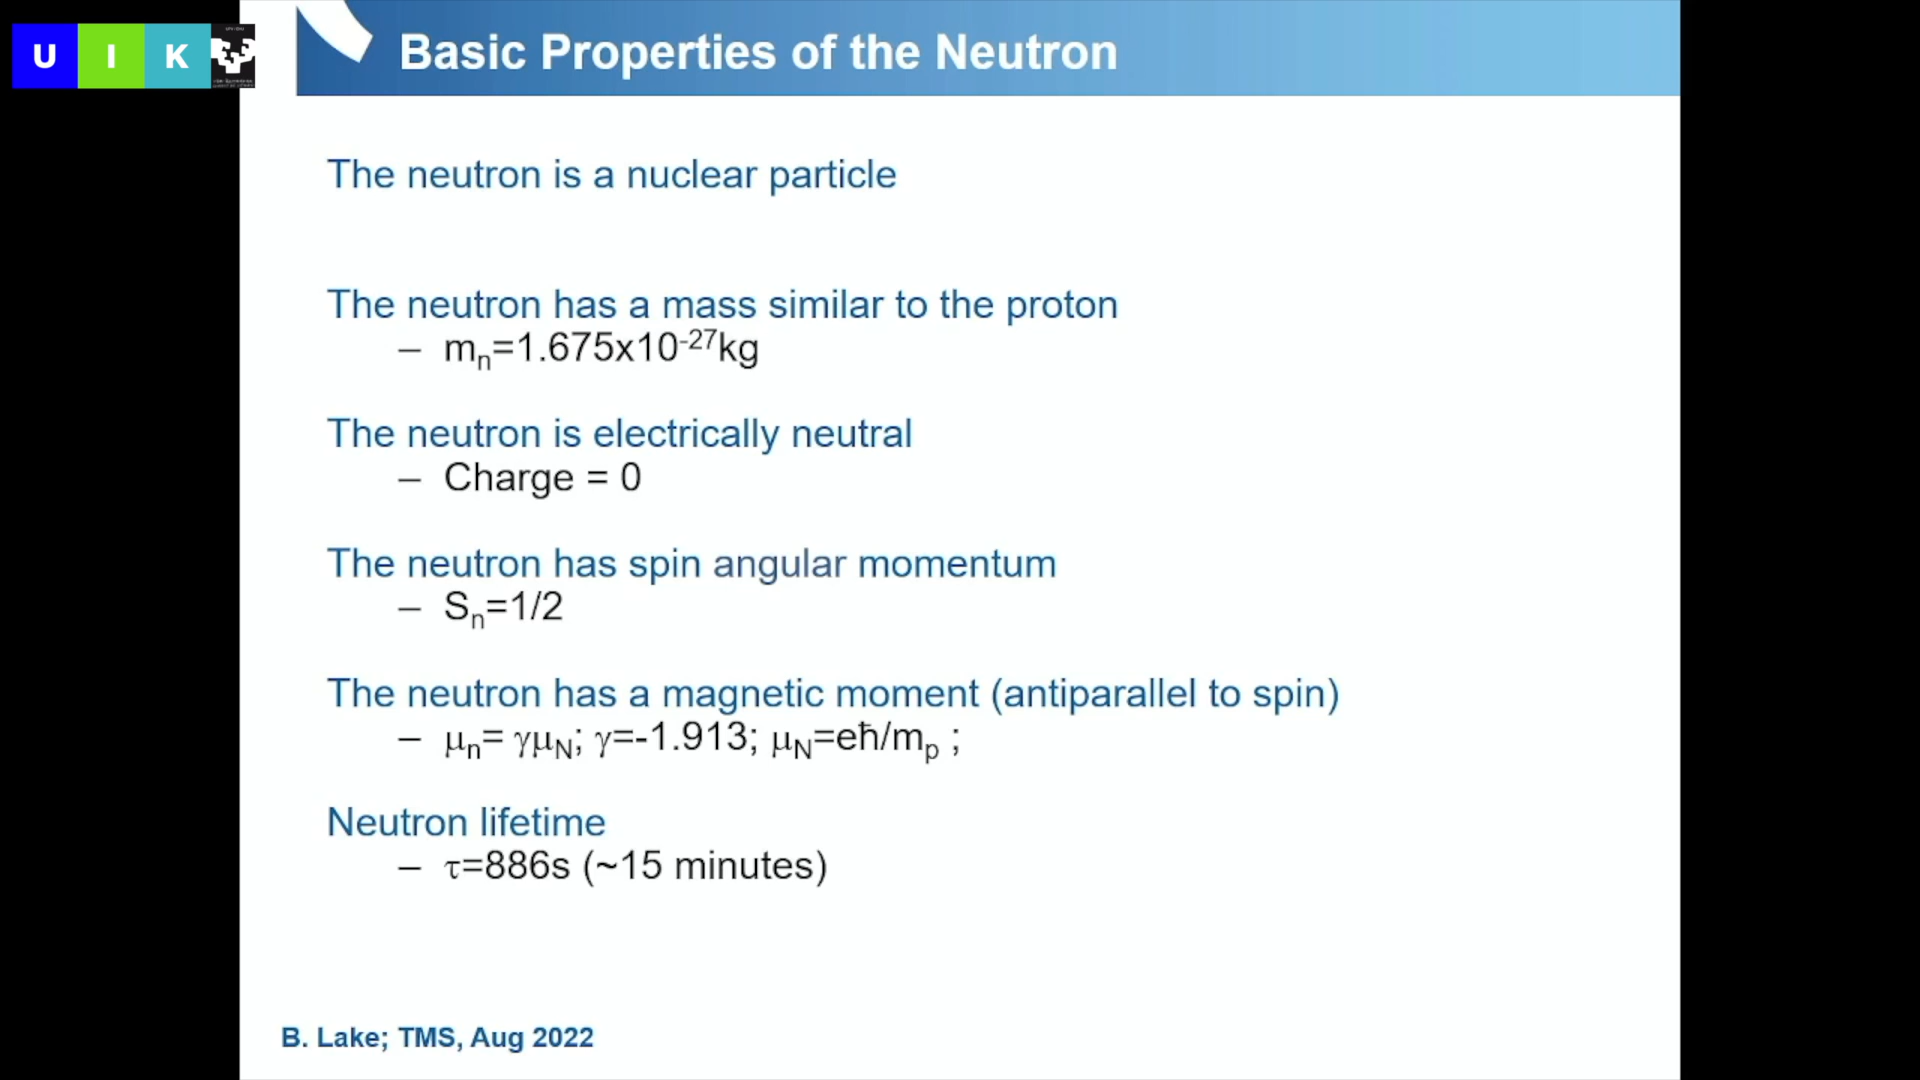 U I K
Basic Properties of the Neutron
The neutron is a nuclear particle
The neutron has a mass similar to the proton
– mₙ=1.675x10⁻²⁷kg
The neutron is electrically neutral
– Charge = 0
The neutron has spin angular momentum
– Sₙ=1/2
The neutron has a magnetic moment (antiparallel to spin)
– μₙ= γμN; γ=-1.913; μN=eħ/mₚ ;
Neutron lifetime
– τ=886s (~15 minutes)
B. Lake; TMS, Aug 2022